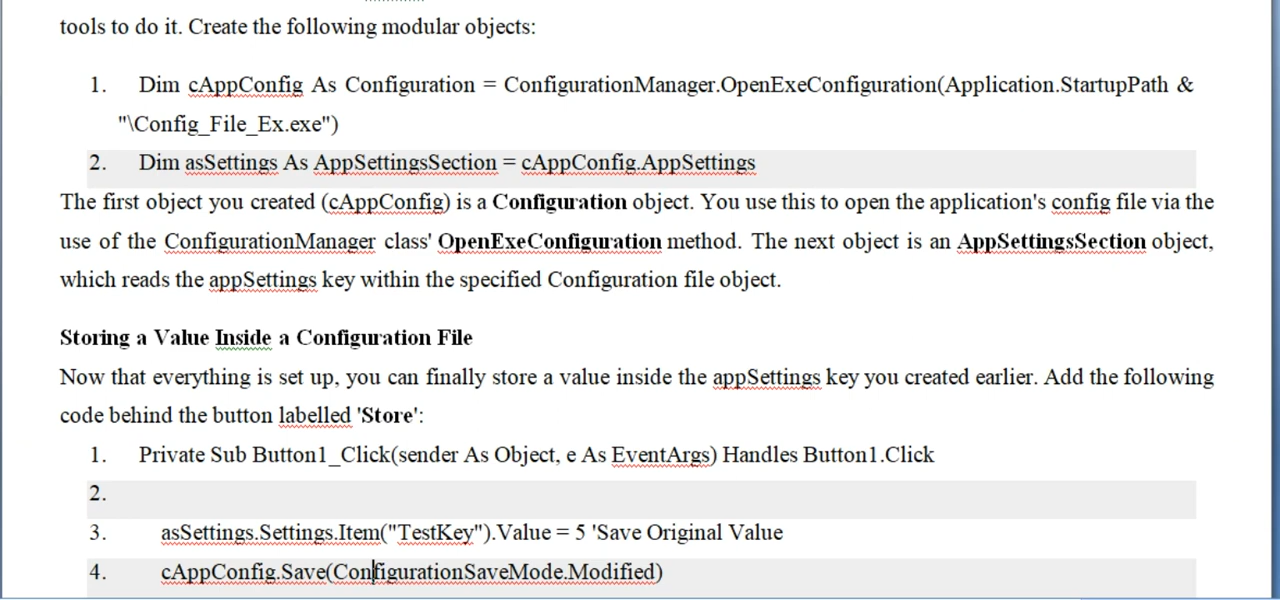 tools to do it. Create the following modular objects:
1. Dim cAppConfig As Configuration = ConfigurationManager.OpenExeConfiguration(Application.StartupPath &
"\Config_File_Ex.exe")
2. Dim asSettings As AppSettingsSection = cAppConfig.AppSettings
The first object you created (cAppConfig) is a Configuration object. You use this to open the application's config file via the
use of the ConfigurationManager class' OpenExeConfiguration method. The next object is an AppSettingsSection object,
which reads the appSettings key within the specified Configuration file object.
Storing a Value Inside a Configuration File
Now that everything is set up, you can finally store a value inside the appSettings key you created earlier. Add the following
code behind the button labelled 'Store':
1. Private Sub Button1_Click(sender As Object, e As EventArgs) Handles Button1.Click
2.
3. asSettings.Settings.Item("TestKey").Value = 5 'Save Original Value
4. cAppConfig.Save(ConfigurationSaveMode.Modified)